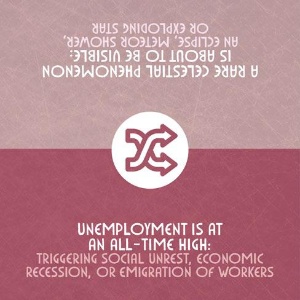 A RARE CELESTIAL PHENOMENON
IS ABOUT TO BE VISIBLE:
AN ECLIPSE, METEOR SHOWER,
OR EXPLODING STAR
UNEMPLOYMENT IS AT
AN ALL-TIME HIGH:
TRIGGERING SOCIAL UNREST, ECONOMIC
RECESSION, OR EMIGRATION OF WORKERS